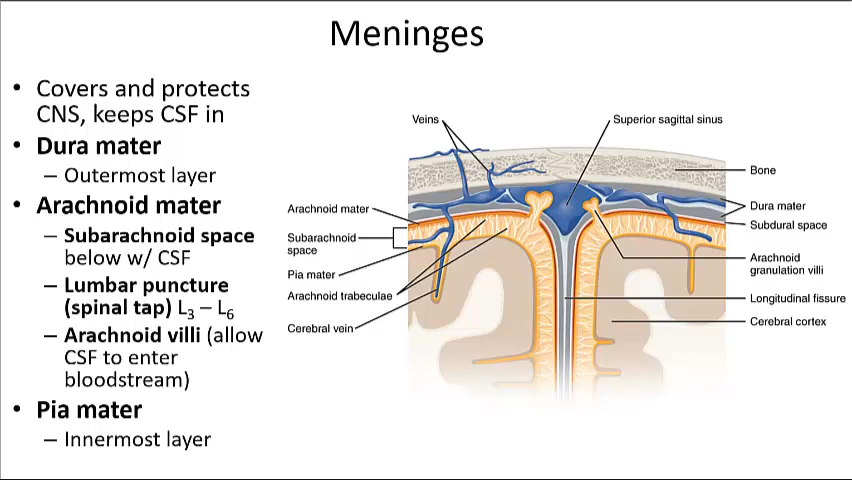 Meninges
• Covers and protects
CNS, keeps CSF in
• Dura mater
– Outermost layer
• Arachnoid mater
– Subarachnoid space
below w/ CSF
– Lumbar puncture
(spinal tap) L3 – L6
– Arachnoid villi (allow
CSF to enter
bloodstream)
• Pia mater
– Innermost layer
Veins
Superior sagittal sinus
Arachnoid mater
Subarachnoid
space
Pia mater
Arachnoid trabeculae
Cerebral vein
Bone
Dura mater
Subdural space
Arachnoid
granulation villi
Longitudinal fissure
Cerebral cortex